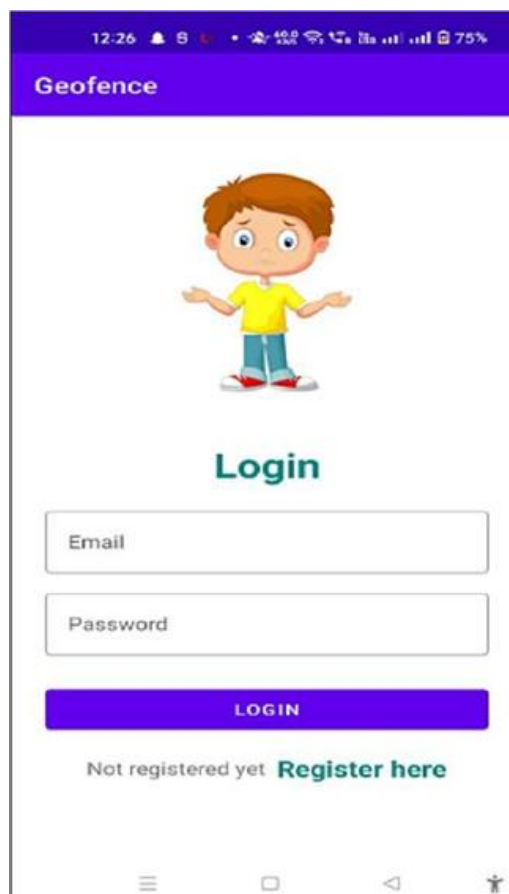 12:26 75%
Geofence
Login
Email
Password
LOGIN
Not registered yet Register here